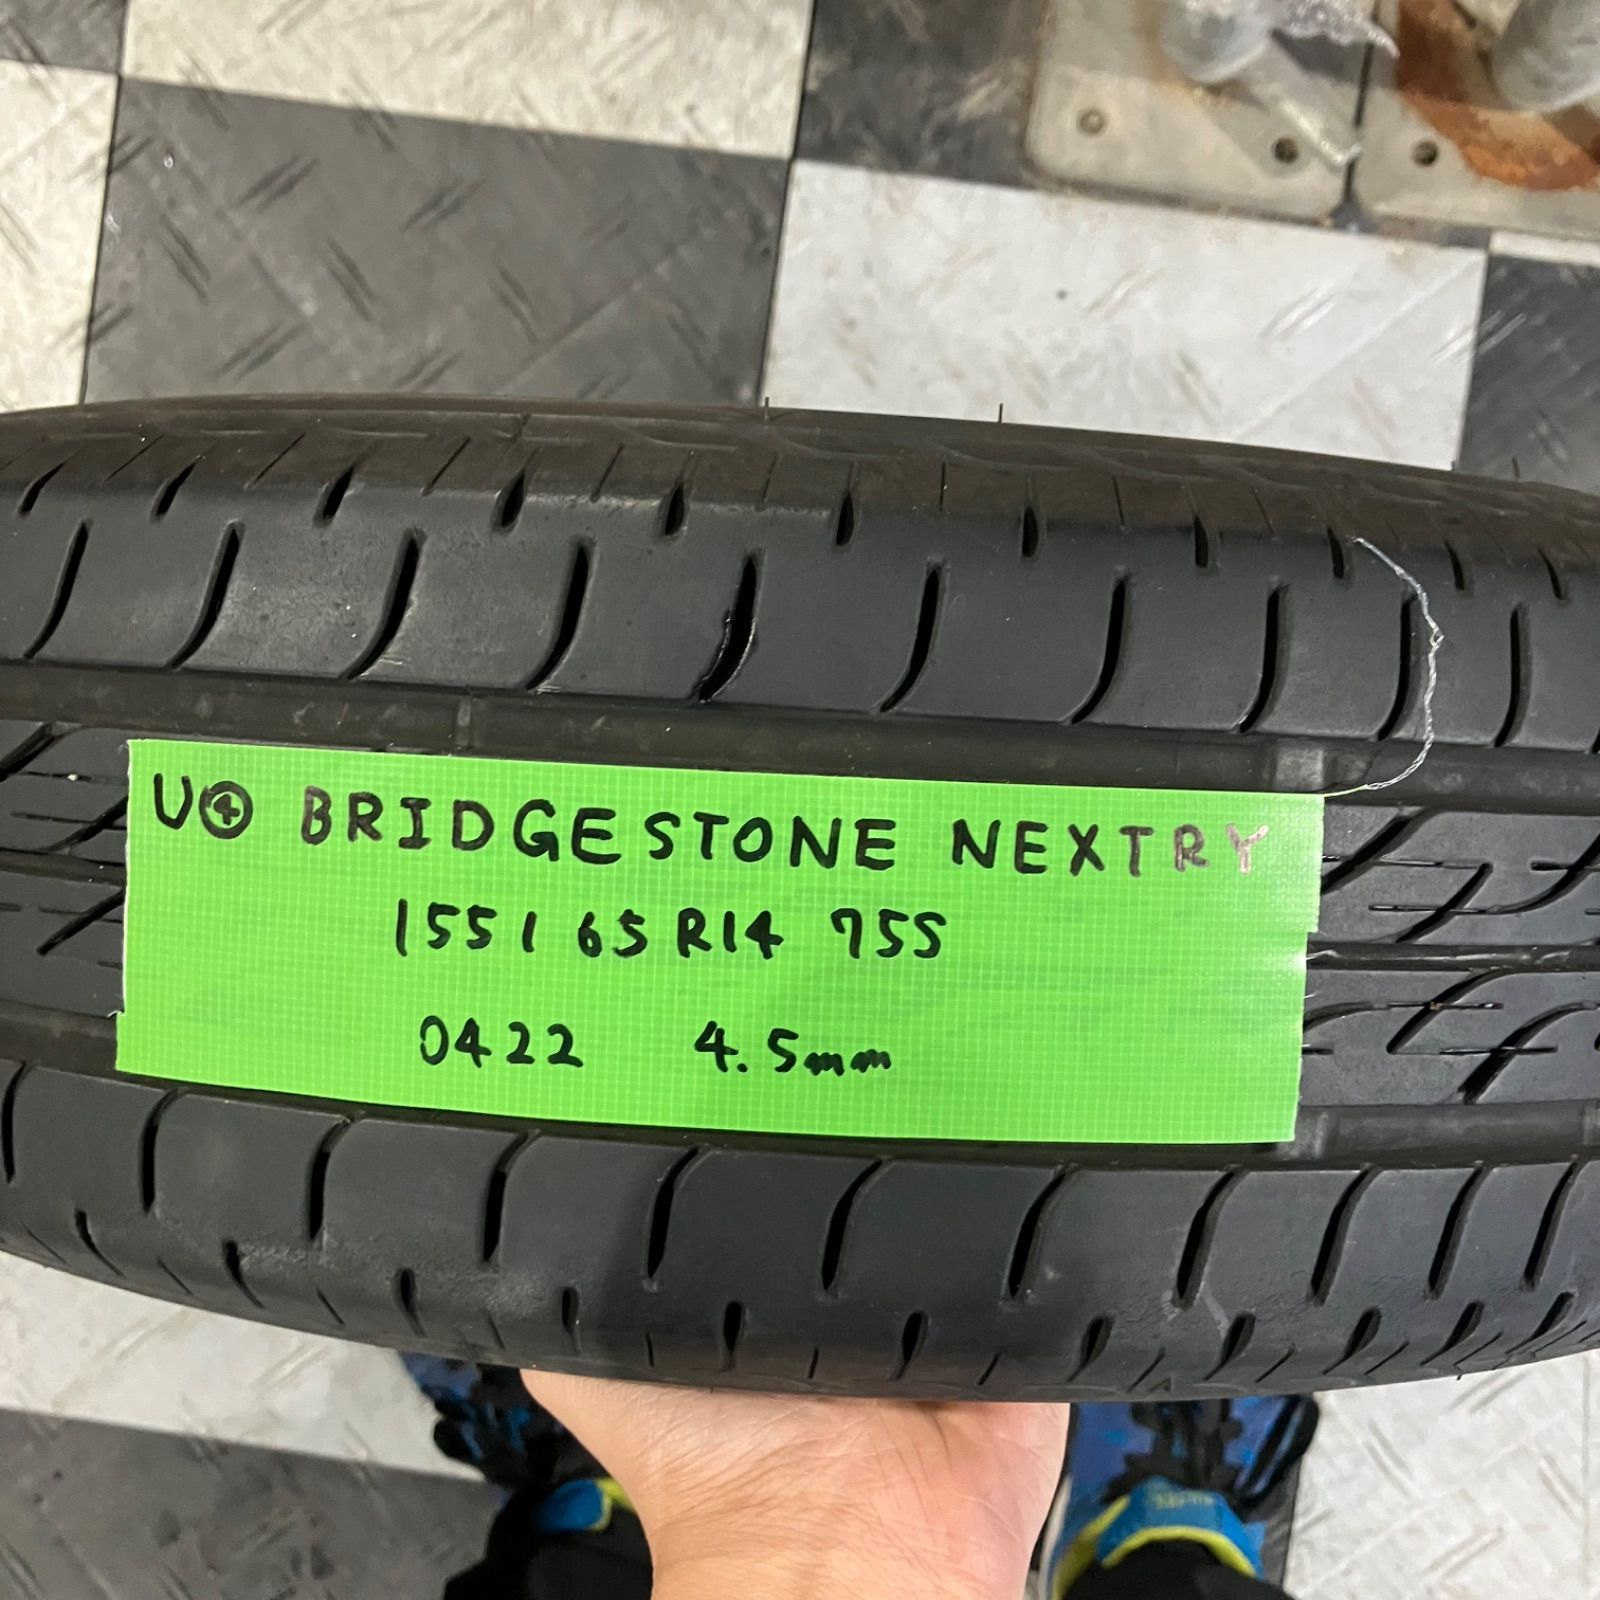 U④ BRIDGESTONE NEXTRY
155/65R14 75S
0422 4.5mm